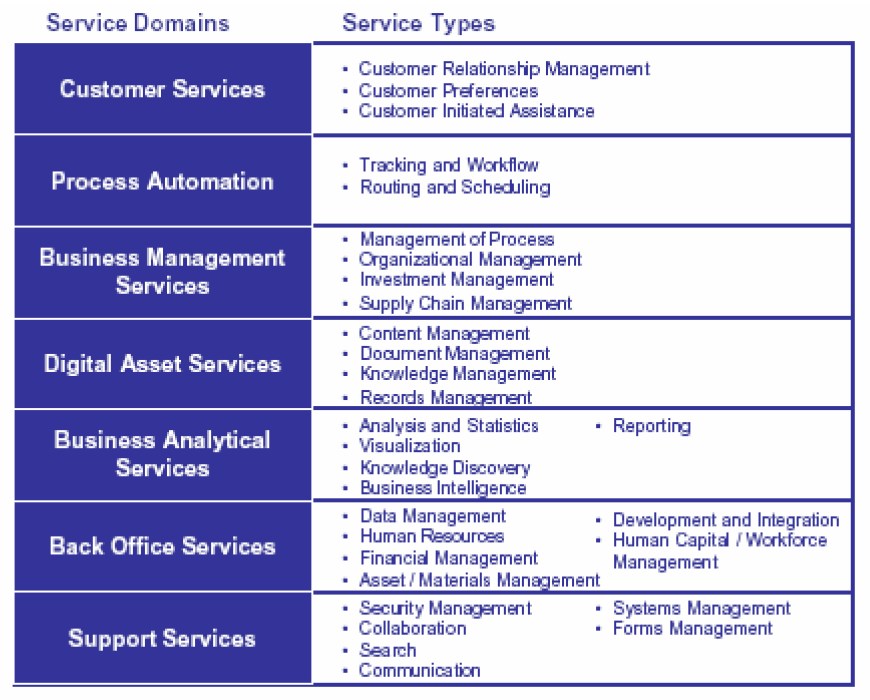 Service Domains
Service Types
Customer Services
• Customer Relationship Management
• Customer Preferences
• Customer Initiated Assistance
Process Automation
• Tracking and Workflow
• Routing and Scheduling
Business Management
Services
• Management of Process
• Organizational Management
• Investment Management
• Supply Chain Management
Digital Asset Services
• Content Management
• Document Management
• Knowledge Management
• Records Management
Business Analytical
Services
• Analysis and Statistics
• Visualization
• Knowledge Discovery
• Business Intelligence
• Reporting
Back Office Services
• Data Management
• Human Resources
• Financial Management
• Asset / Materials Management
• Development and Integration
• Human Capital / Workforce
Management
Support Services
• Security Management
• Collaboration
• Search
• Communication
• Systems Management
• Forms Management